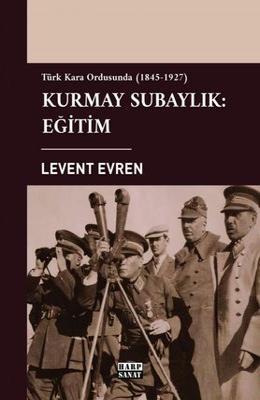 Türk Kara Ordusunda (1845-1927)
KURMAY SUBAYLIK:
EĞİTİM
LEVENT EVREN
HARP
SANAT